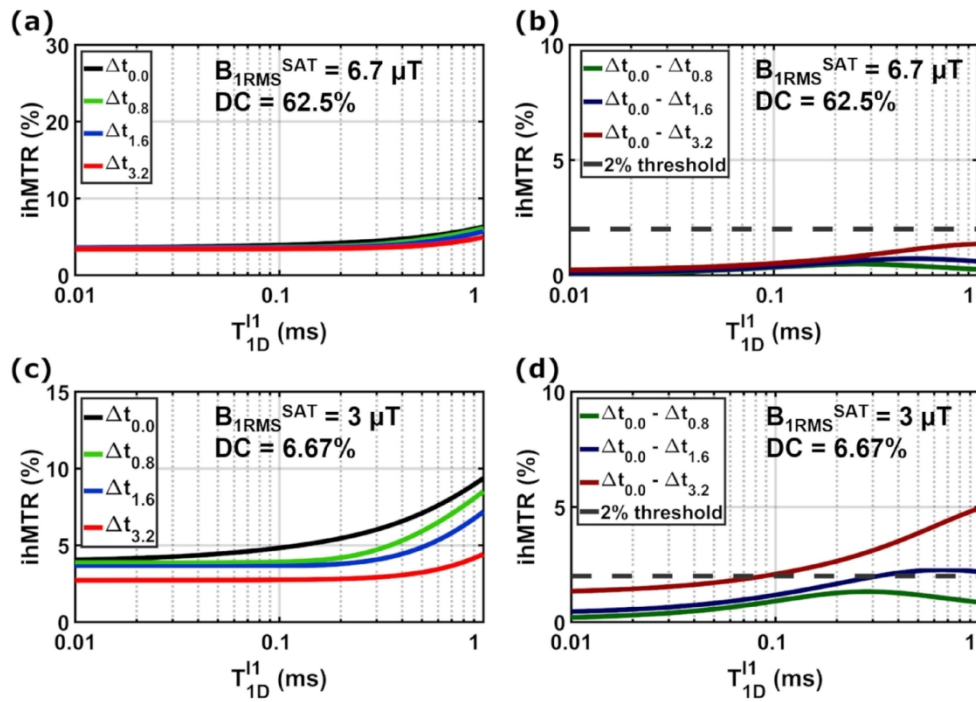 (a)
30
20
10
0
ihMTR (%)
Δt0.0
Δt0.8
Δt1.6
Δt3.2
B1RMS^SAT = 6.7 µT
DC = 62.5%
0.01
0.1
1
T1D^l1 (ms)
(b)
10
5
0
ihMTR (%)
Δt0.0 - Δt0.8
Δt0.0 - Δt1.6
Δt0.0 - Δt3.2
2% threshold
B1RMS^SAT = 6.7 µT
DC = 62.5%
0.01
0.1
1
T1D^l1 (ms)
(c)
15
10
5
0
ihMTR (%)
Δt0.0
Δt0.8
Δt1.6
Δt3.2
B1RMS^SAT = 3 µT
DC = 6.67%
0.01
0.1
1
T1D^l1 (ms)
(d)
10
5
0
ihMTR (%)
Δt0.0 - Δt0.8
Δt0.0 - Δt1.6
Δt0.0 - Δt3.2
2% threshold
B1RMS^SAT = 3 µT
DC = 6.67%
0.01
0.1
1
T1D^l1 (ms)